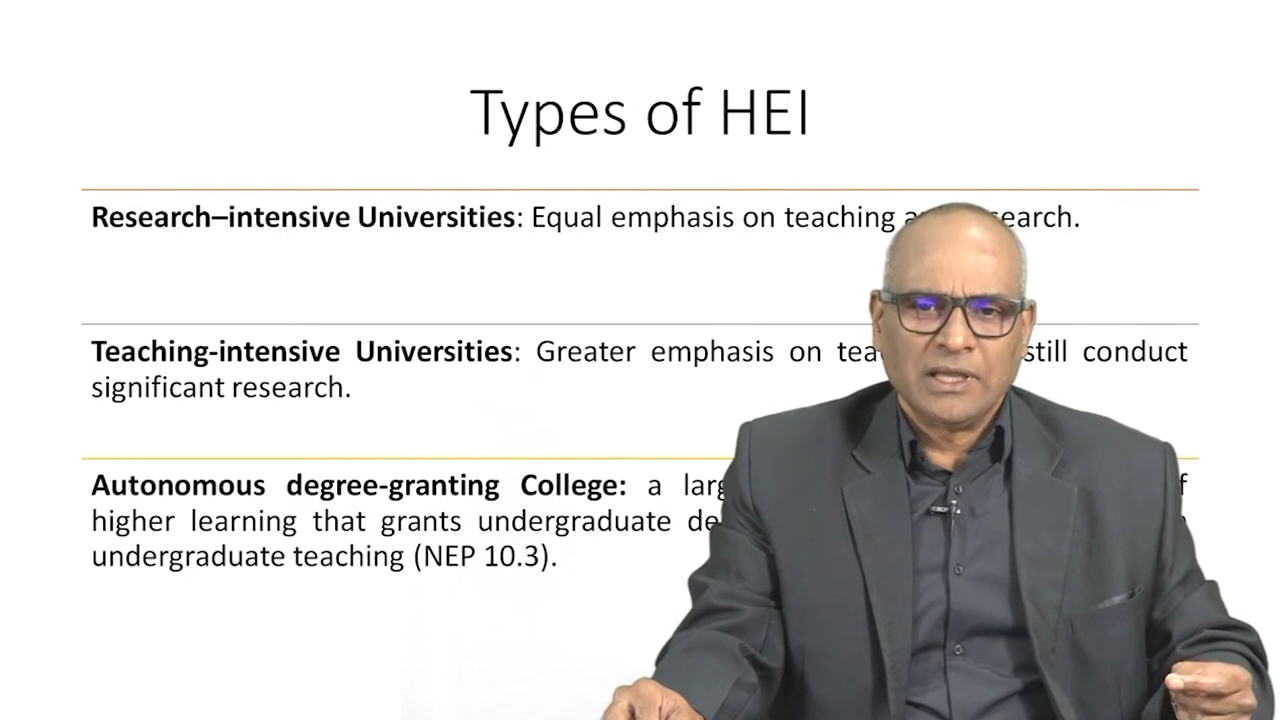 Types of HEI
Research–intensive Universities: Equal emphasis on teaching
Teaching-intensive Universities: Greater emphasis on still conduct
significant research.
Autonomous degree-granting College: a
higher learning that grants undergraduate
undergraduate teaching (NEP 10.3).